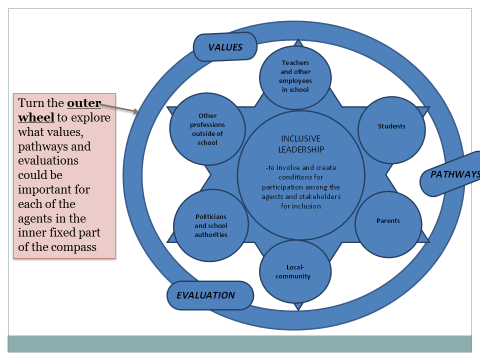 VALUES
Teachers
and other
employees
in school
Turn the outer
wheel to explore
what values,
pathways and
evaluations
could be
important for
each of the
agents in the
inner fixed part
of the compass
Other
professions
outside of
school
Students
INCLUSIVE
LEADERSHIP
-to involve and create
conditions for
participation among the
agents and stakeholders
for inclusion
PATHWAYS
Politicians
and school
authorities
Parents
Local-
community
EVALUATION